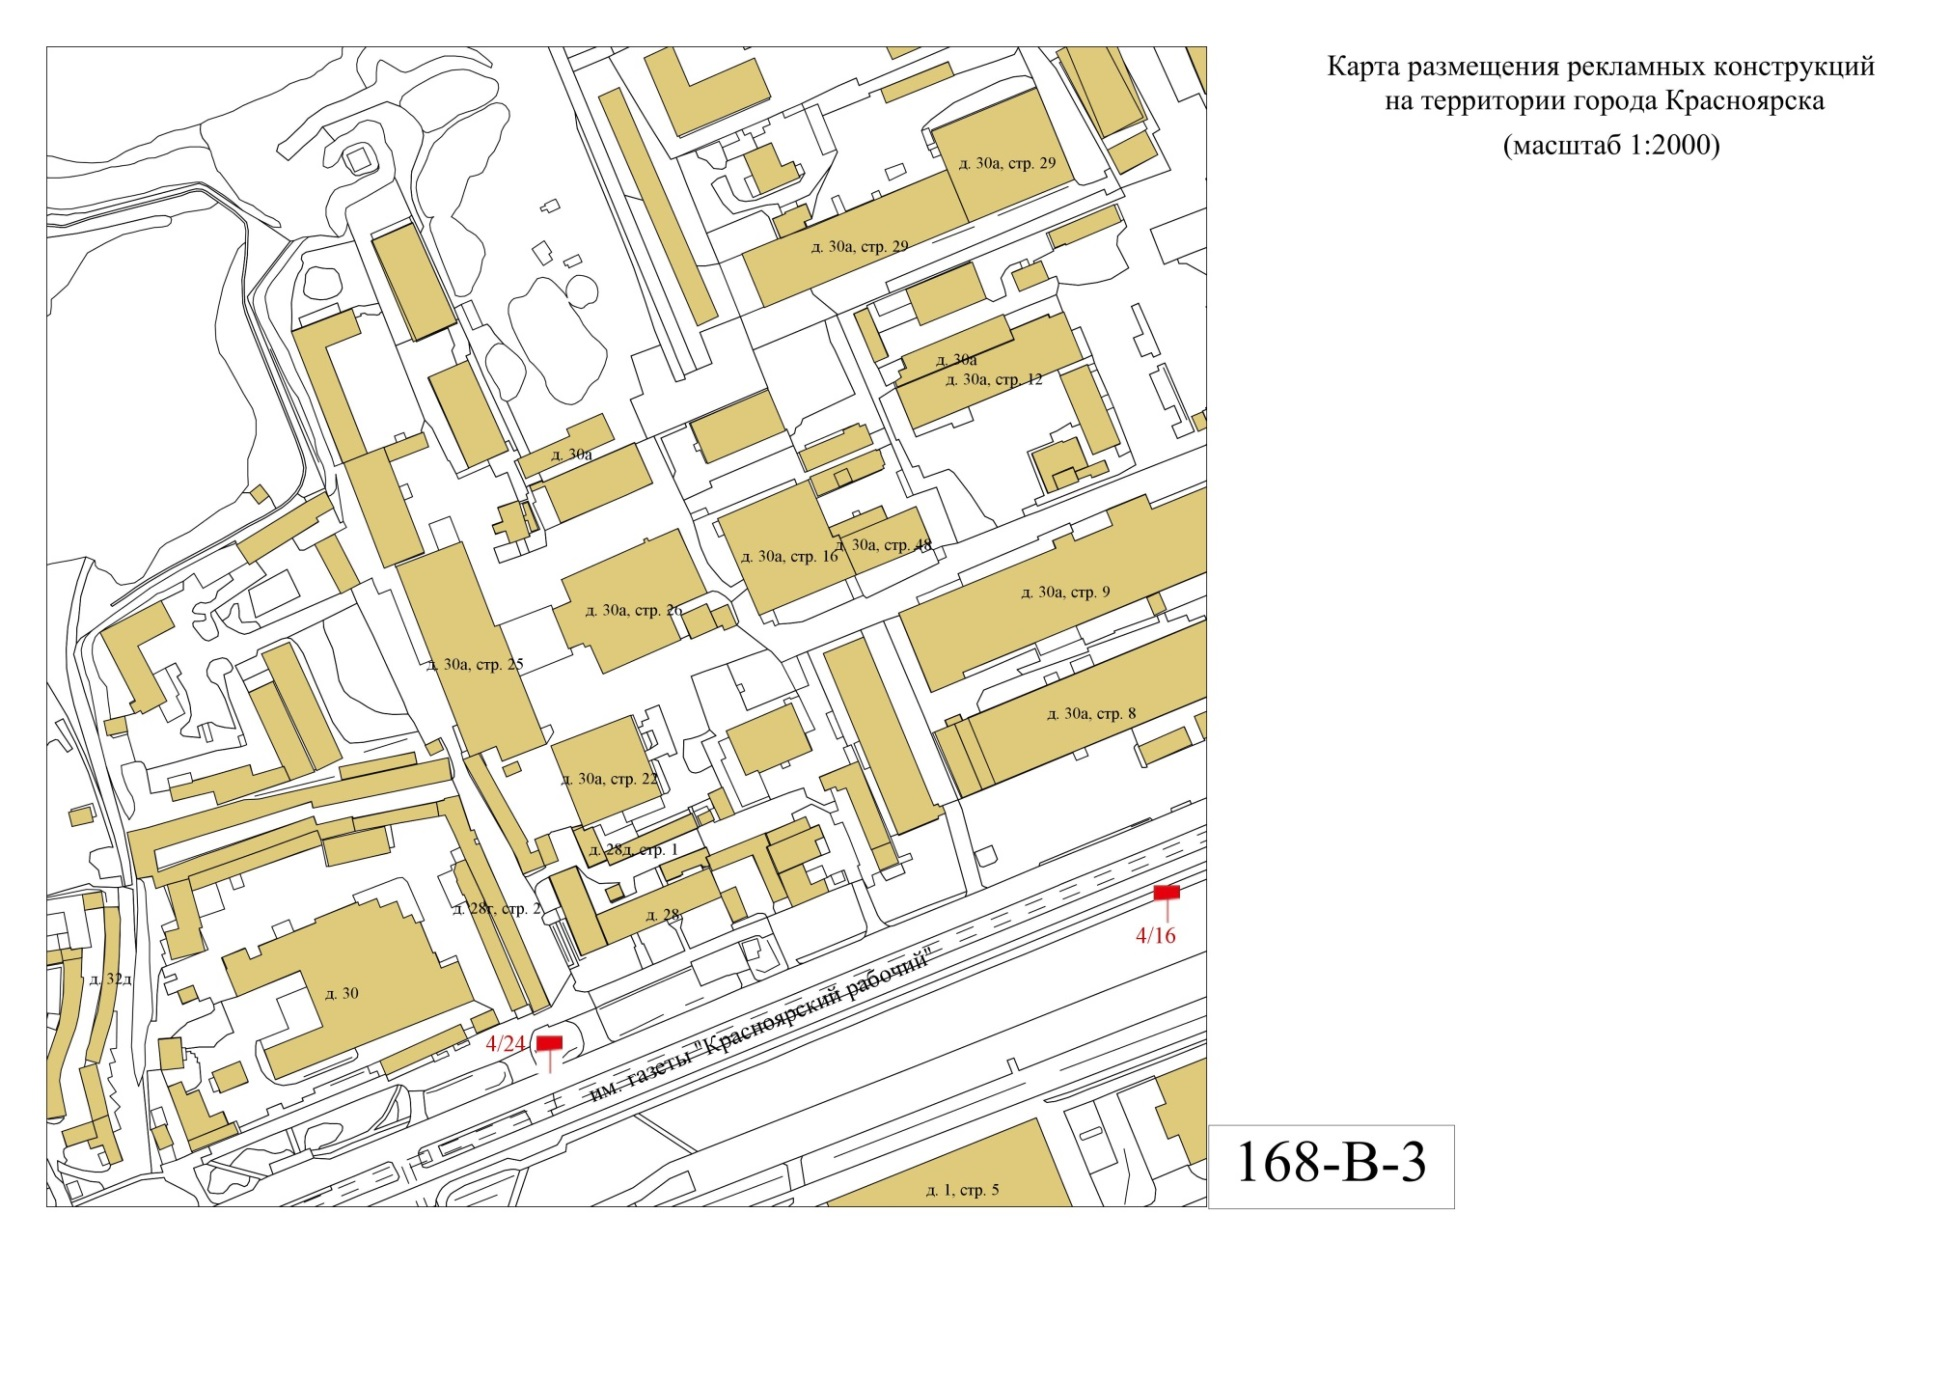 Карта размещения рекламных конструкций
на территории города Красноярска
(масштаб 1:2000)
д. 30а, стр. 29
д. 30а, стр. 29
д. 30а
д. 30а, стр. 12
д. 30а
д. 30а, стр. 16
д. 30а, стр. 48
д. 30а, стр. 9
д. 30а, стр. 26
д. 30а, стр. 25
д. 30а, стр. 8
д. 30а, стр. 22
д. 28д, стр. 1
д. 28г, стр. 2
д. 28
4/16
д. 32д
д. 30
4/24
им. газеты "Красноярский рабочий"
168-В-3
д. 1, стр. 5